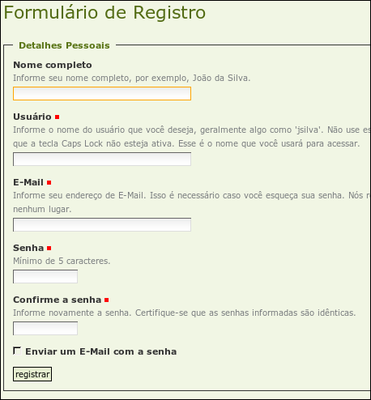 Formulário de Registro
Detalhes Pessoais
Nome completo
Informe seu nome completo, por exemplo, João da Silva.
Usuário
Informe o nome do usuário que você deseja, geralmente algo como 'jsilva'. Não use
que a tecla Caps Lock não esteja ativa. Esse é o nome que você usará para acessar.
E-Mail
Informe seu endereço de E-Mail. Isso é necessário caso você esqueça sua senha. Nós
nenhum lugar.
Senha
Mínimo de 5 caracteres.
Confirme a senha
Informe novamente a senha. Certifique-se que as senhas informadas são idênticas.
Enviar um E-Mail com a senha
registrar